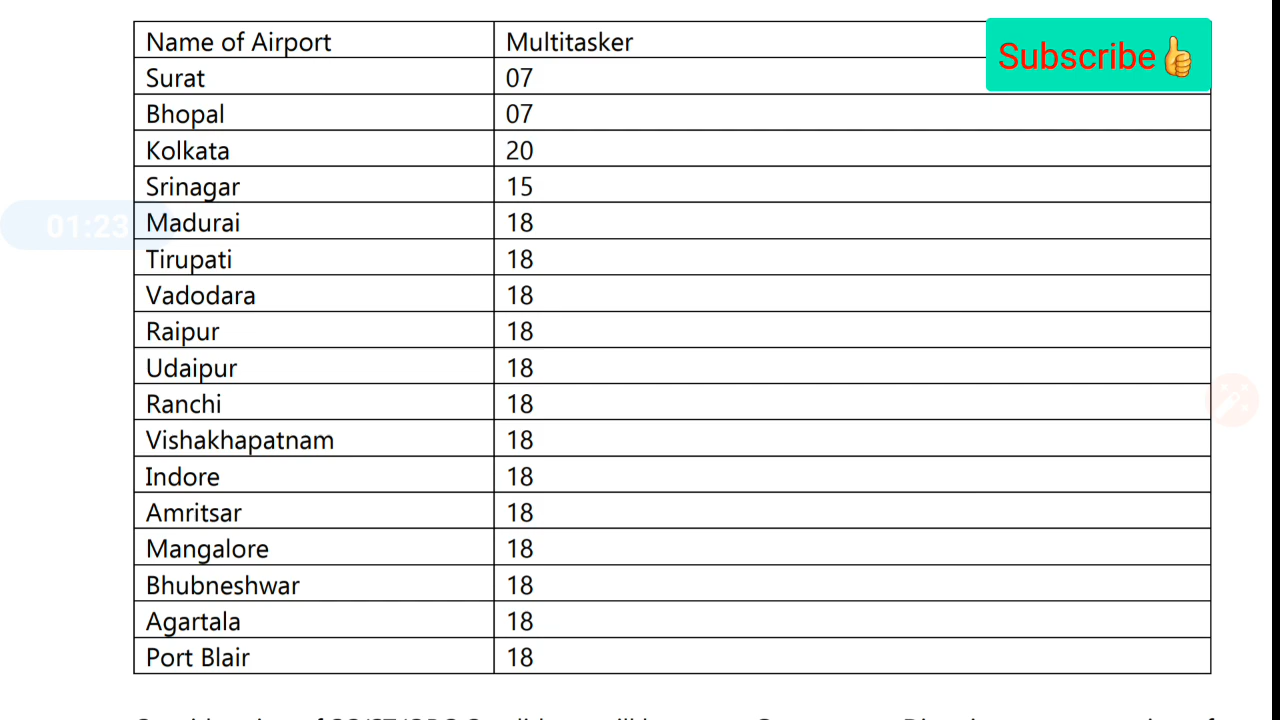 Name of Airport Multitasker
Subscribe👍
Surat 07
Bhopal 07
Kolkata 20
Srinagar 15
01:23
Madurai 18
Tirupati 18
Vadodara 18
Raipur 18
Udaipur 18
Ranchi 18
Vishakhapatnam 18
Indore 18
Amritsar 18
Mangalore 18
Bhubneshwar 18
Agartala 18
Port Blair 18